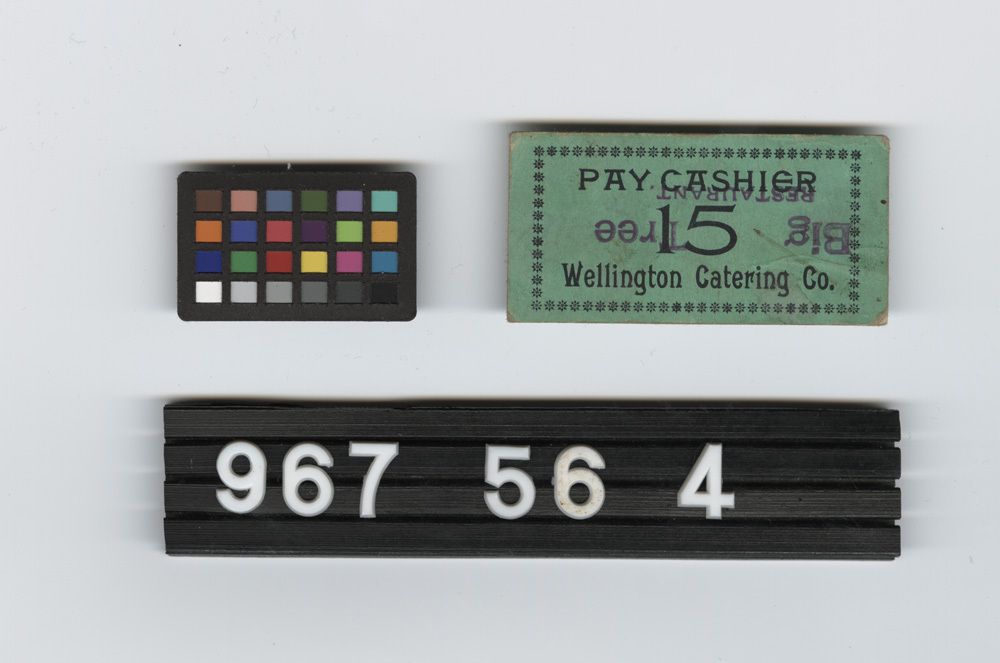 PAY CASHIER
15
Wellington Catering Co.
Big Tree
RESTAURANT
967 56 4